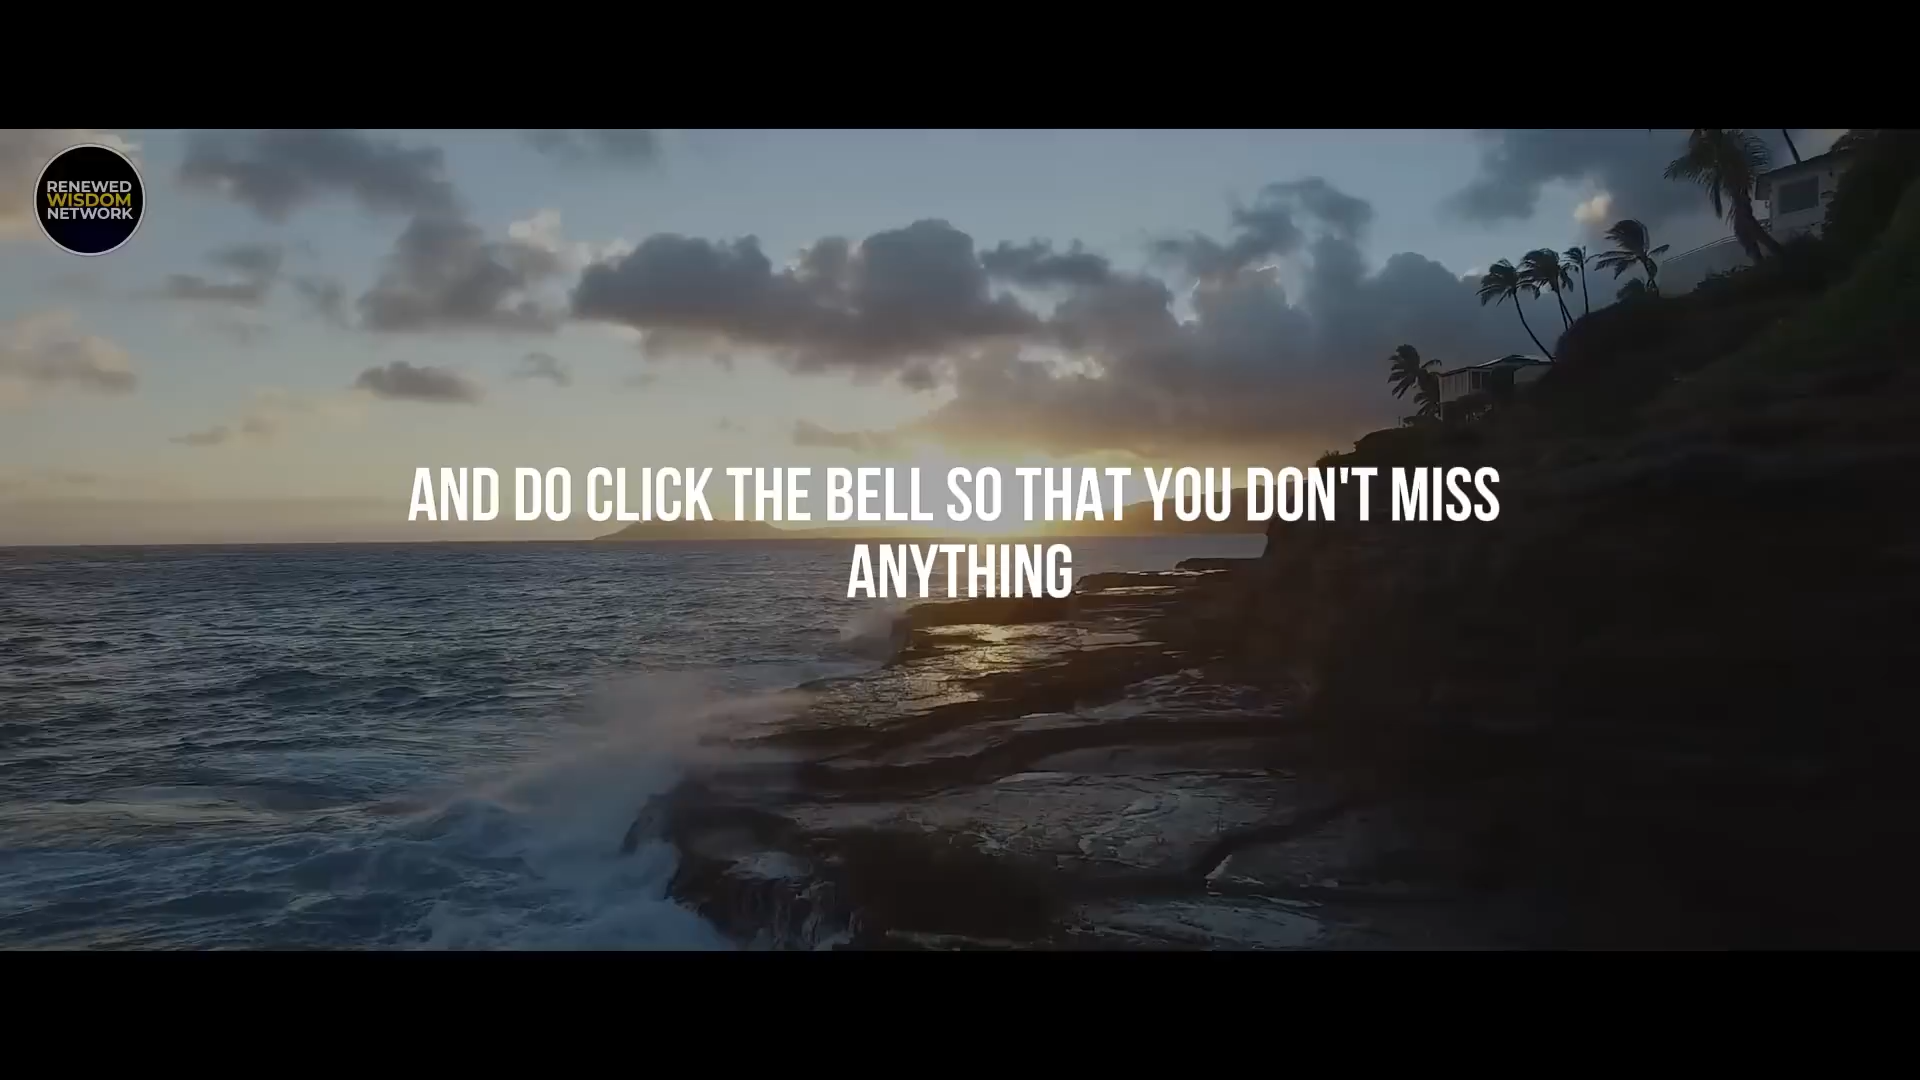 RENEWED
WISDOM
NETWORK
AND DO CLICK THE BELL SO THAT YOU DON'T MISS
ANYTHING